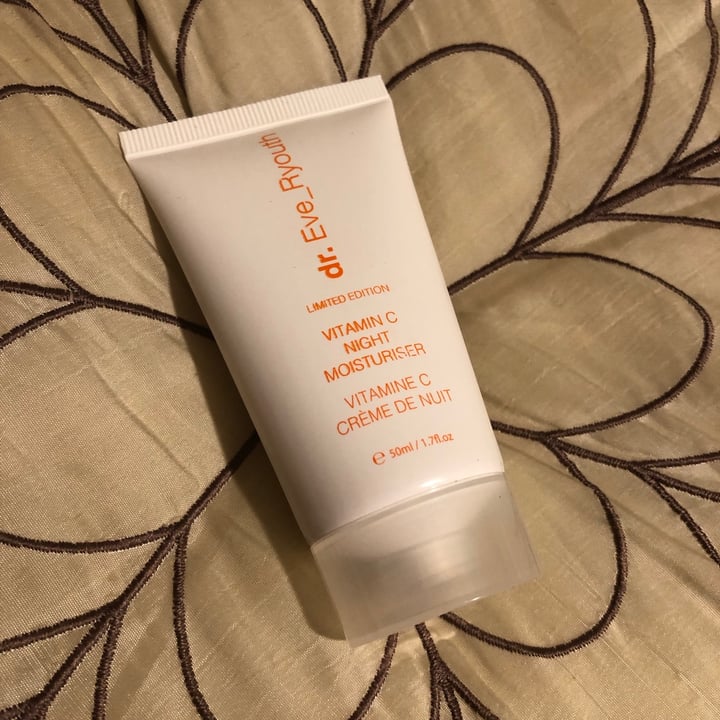 dr. Eve_Ryouth
LIMITED EDITION
VITAMIN C
NIGHT
MOISTURISER
VITAMINE C
CRÈME DE NUIT
℮ 50ml / 1.7fl.oz